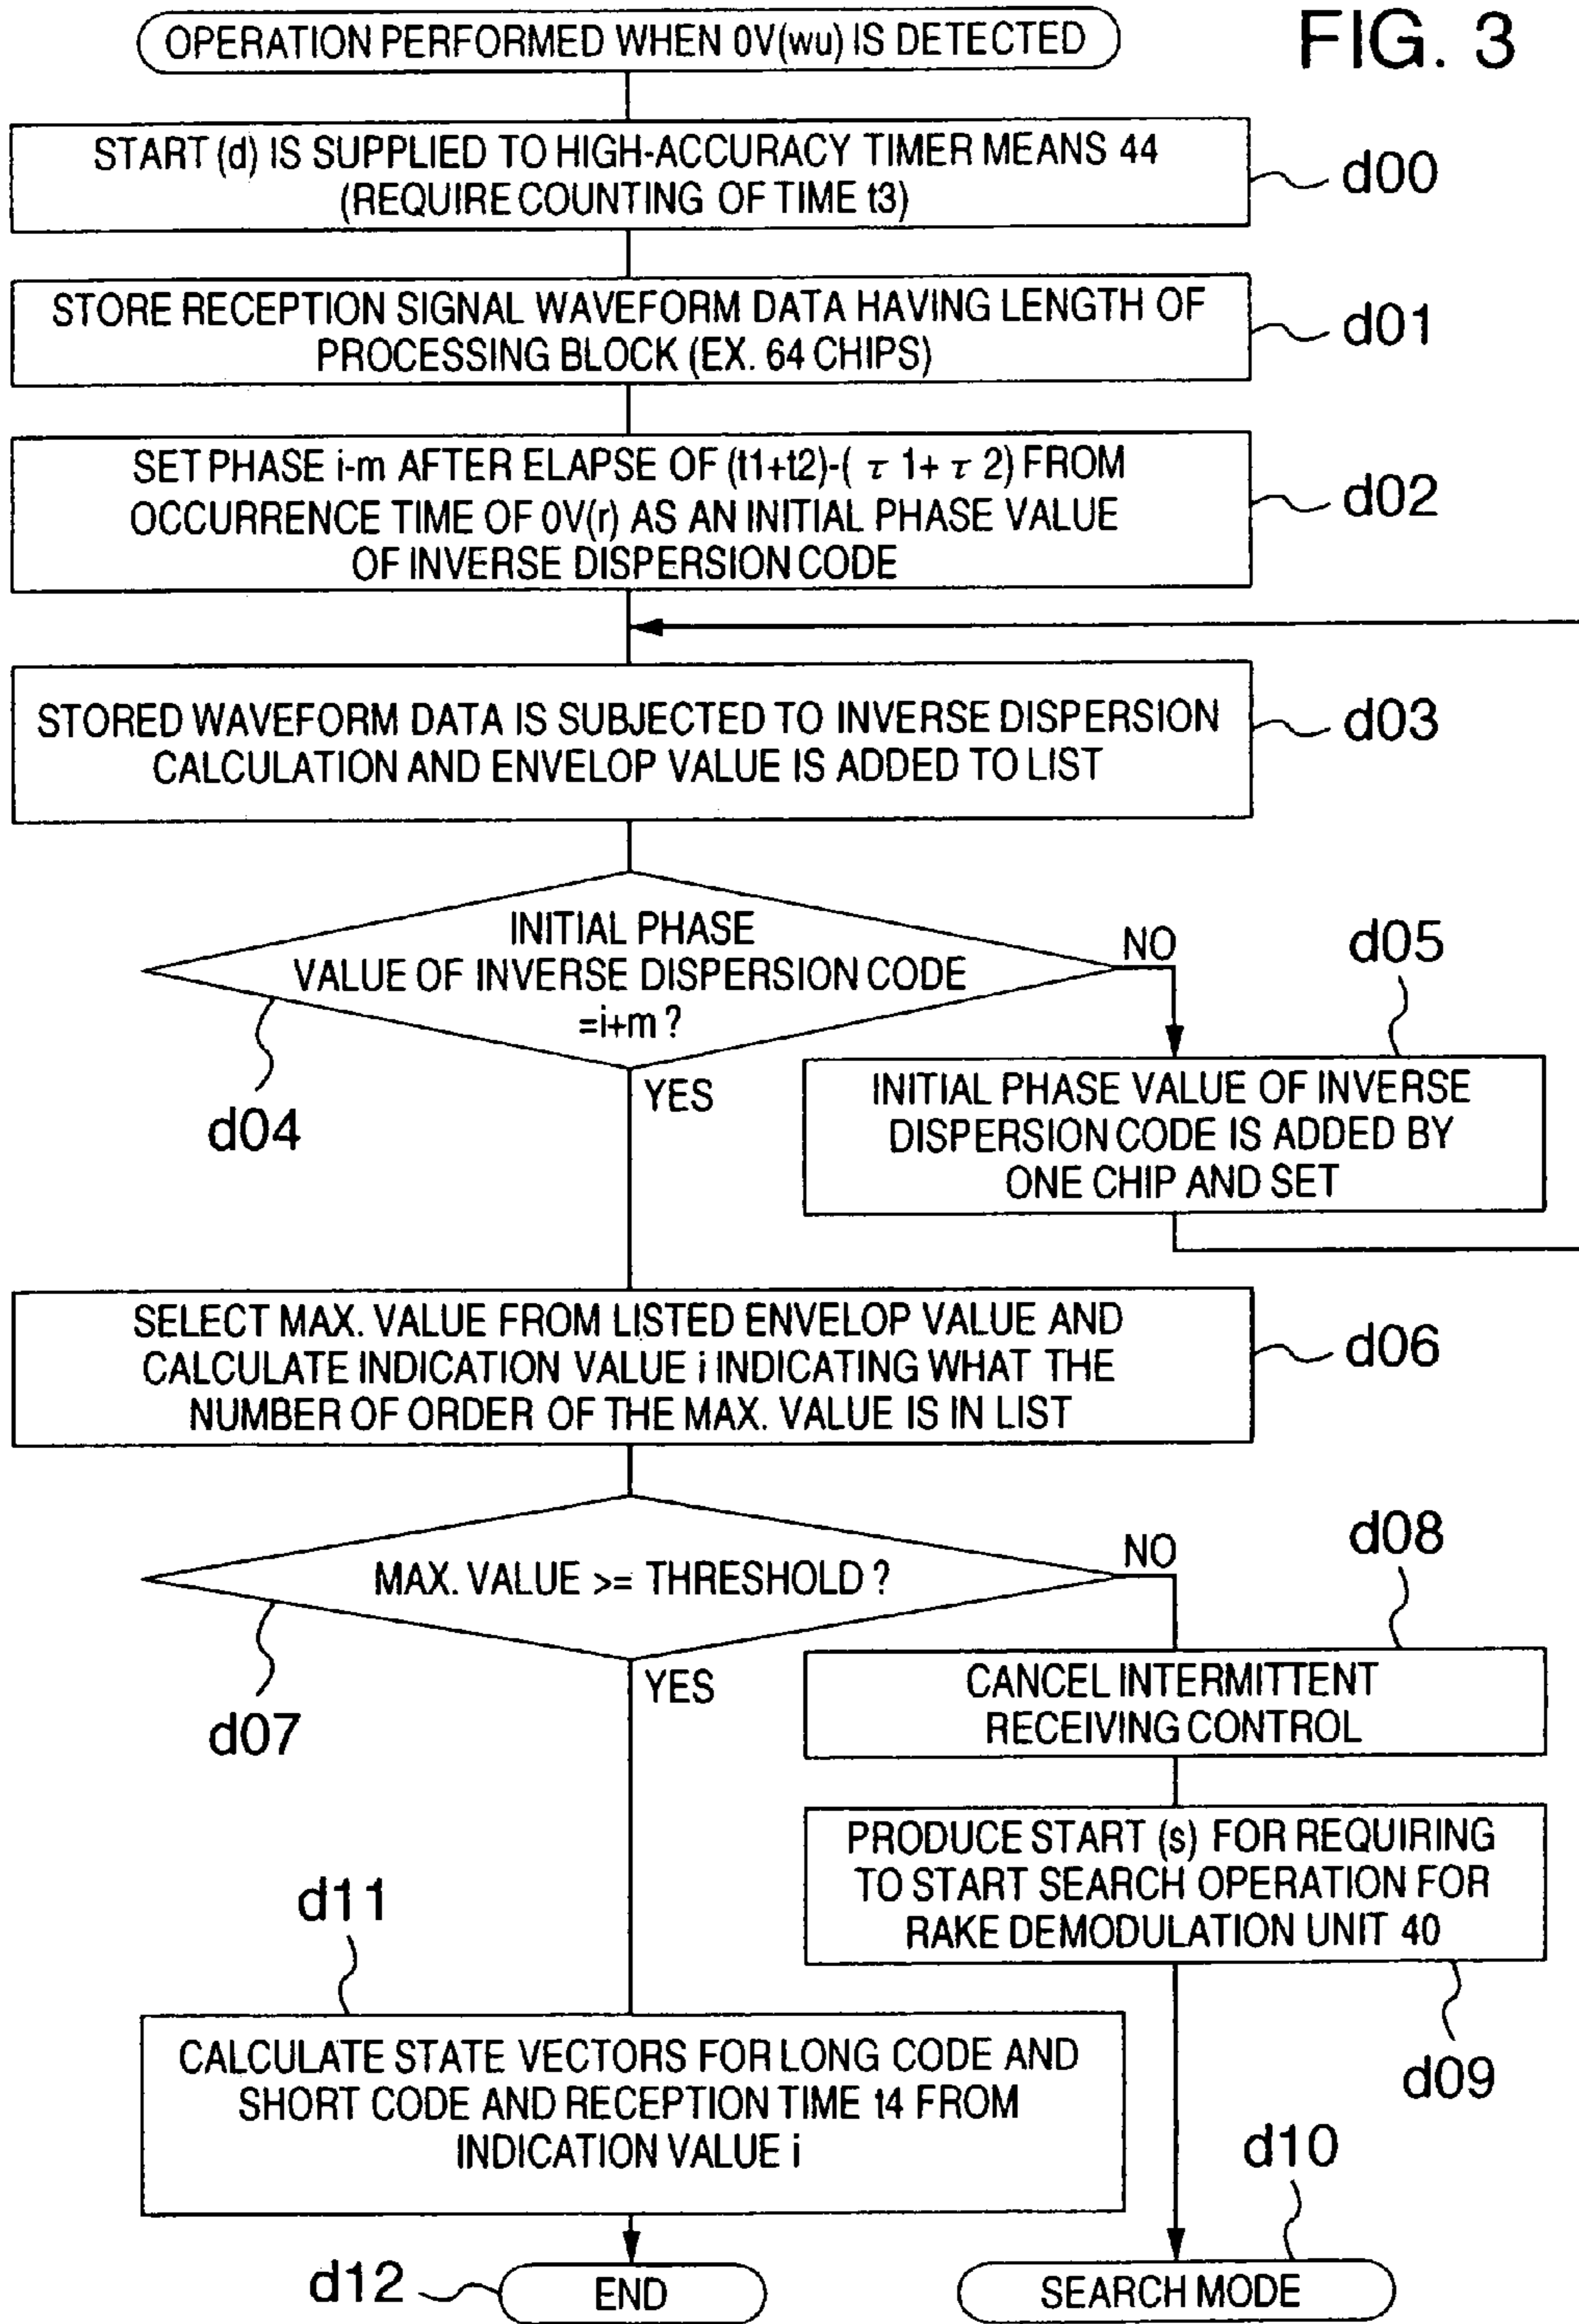 FIG. 3
OPERATION PERFORMED WHEN 0V(wu) IS DETECTED
START (d) IS SUPPLIED TO HIGH-ACCURACY TIMER MEANS 44
(REQUIRE COUNTING OF TIME t3)
d00
STORE RECEPTION SIGNAL WAVEFORM DATA HAVING LENGTH OF
PROCESSING BLOCK (EX. 64 CHIPS)
d01
SET PHASE i-m AFTER ELAPSE OF (t1+t2)-( τ 1+ τ 2) FROM
OCCURRENCE TIME OF 0V(r) AS AN INITIAL PHASE VALUE
OF INVERSE DISPERSION CODE
d02
STORED WAVEFORM DATA IS SUBJECTED TO INVERSE DISPERSION
CALCULATION AND ENVELOP VALUE IS ADDED TO LIST
d03
INITIAL PHASE
VALUE OF INVERSE DISPERSION CODE
=i+m ?
NO
YES
d04
d05
INITIAL PHASE VALUE OF INVERSE
DISPERSION CODE IS ADDED BY
ONE CHIP AND SET
SELECT MAX. VALUE FROM LISTED ENVELOP VALUE AND
CALCULATE INDICATION VALUE i INDICATING WHAT THE
NUMBER OF ORDER OF THE MAX. VALUE IS IN LIST
d06
MAX. VALUE >= THRESHOLD ?
NO
YES
d07
d08
CANCEL INTERMITTENT
RECEIVING CONTROL
PRODUCE START (s) FOR REQUIRING
TO START SEARCH OPERATION FOR
RAKE DEMODULATION UNIT 40
d09
d11
CALCULATE STATE VECTORS FOR LONG CODE AND
SHORT CODE AND RECEPTION TIME t4 FROM
INDICATION VALUE i
d10
d12
END
SEARCH MODE